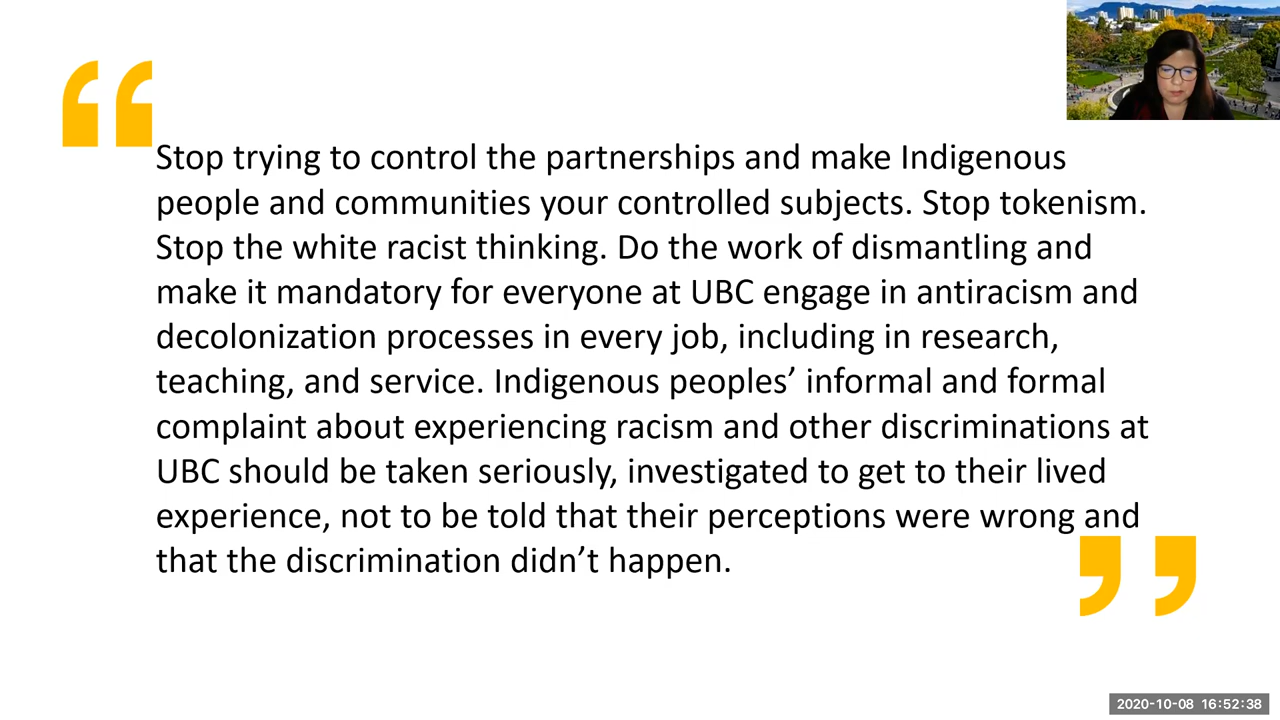 “
Stop trying to control the partnerships and make Indigenous
people and communities your controlled subjects. Stop tokenism.
Stop the white racist thinking. Do the work of dismantling and
make it mandatory for everyone at UBC engage in antiracism and
decolonization processes in every job, including in research,
teaching, and service. Indigenous peoples’ informal and formal
complaint about experiencing racism and other discriminations at
UBC should be taken seriously, investigated to get to their lived
experience, not to be told that their perceptions were wrong and
that the discrimination didn’t happen.
”
2020-10-08 16:52:38